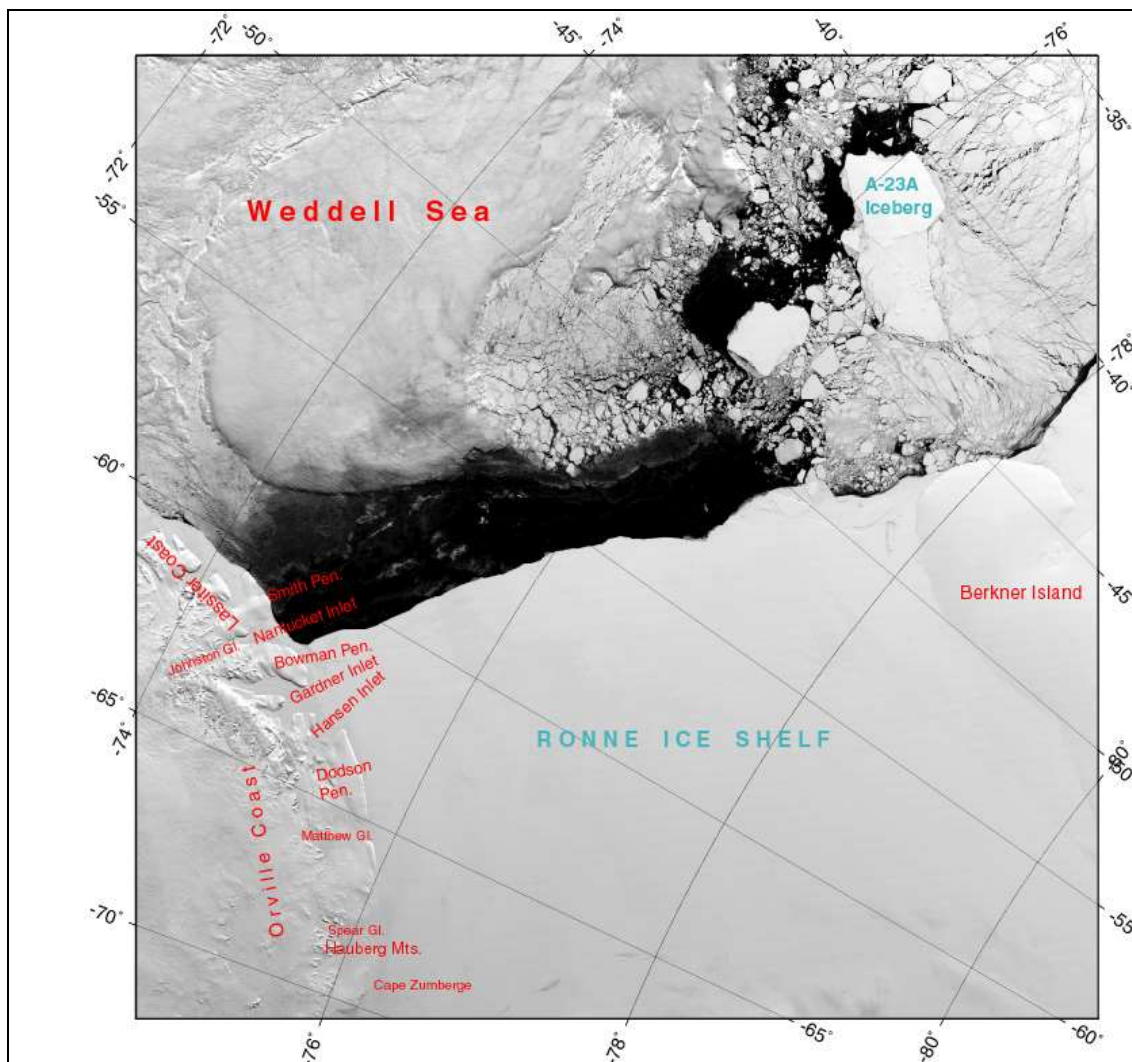 -72°
-50°
-45°
-74°
-40°
-76°
-35°
-72°
-55°
A-23A
Iceberg
Weddell Sea
-78°
-40°
-60°
Lassiter Coast
Smith Pen.
Nantucket Inlet
Berkner Island
-45°
Johnston Gl.
Bowman Pen.
Gardner Inlet
Hansen Inlet
-65°
-74°
RONNE ICE SHELF
Dodson
Pen.
-80°
-50°
Orville Coast
Matthew Gl.
-70°
Spear Gl.
Hauberg Mts.
-55°
Cape Zumberge
-76°
-78°
-65°
-80°
-60°